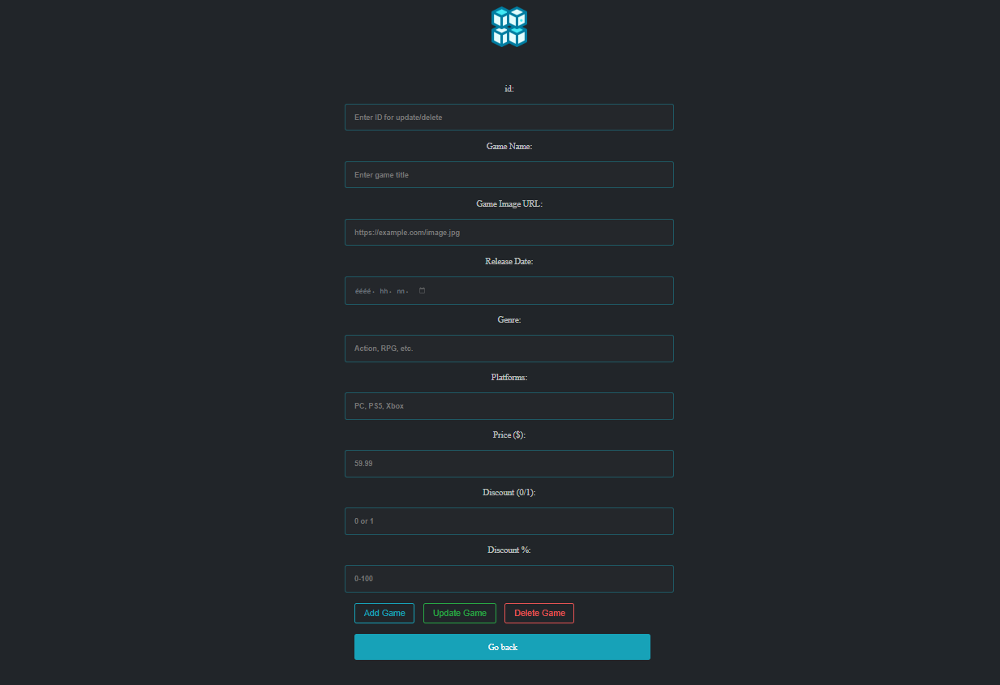 id:
Enter ID for update/delete
Game Name:
Enter game title
Game Image URL:
https://example.com/image.jpg
Release Date:
éééé- hh- nn-
Genre:
Action, RPG, etc.
Platforms:
PC, PS5, Xbox
Price ($):
59.99
Discount (0/1):
0 or 1
Discount %:
0-100
Add Game Update Game Delete Game
Go back